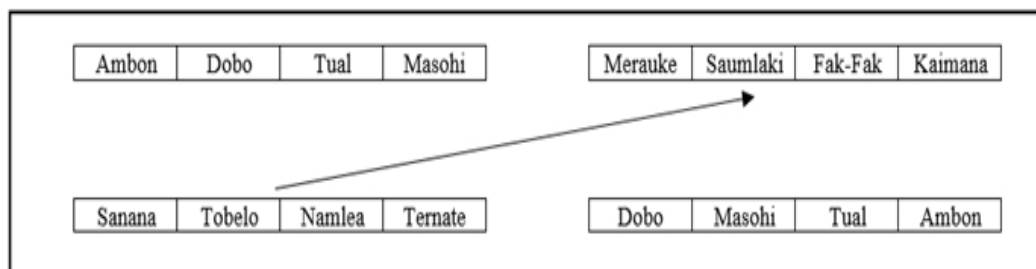 Ambon Dobo Tual Masohi
Merauke Saumlaki Fak-Fak Kaimana
Sanana Tobelo Namlea Ternate
Dobo Masohi Tual Ambon